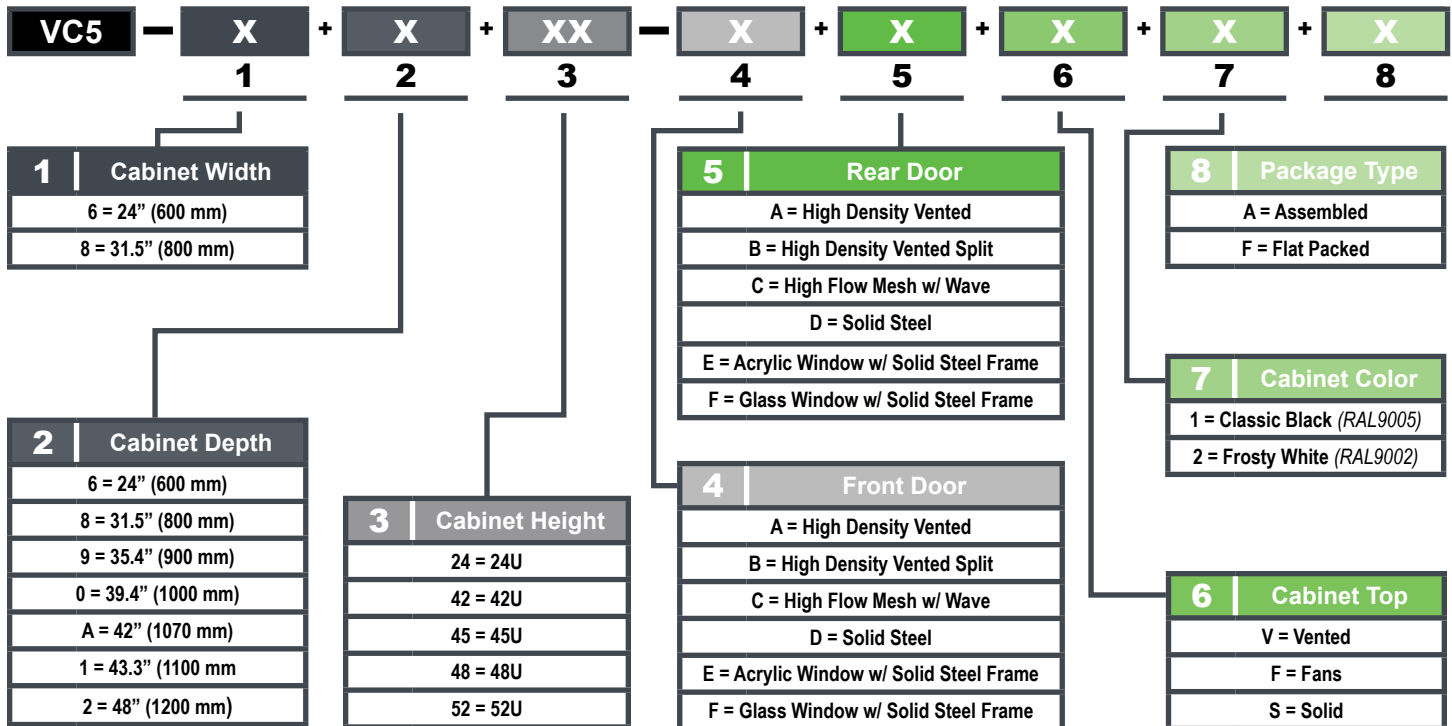 VC5 – X + X + XX – X + X + X + X + X
1 2 3 4 5 6 7 8
1 Cabinet Width
6 = 24” (600 mm)
8 = 31.5” (800 mm)
2 Cabinet Depth
6 = 24” (600 mm)
8 = 31.5” (800 mm)
9 = 35.4” (900 mm)
0 = 39.4” (1000 mm)
A = 42” (1070 mm)
1 = 43.3” (1100 mm
2 = 48” (1200 mm)
3 Cabinet Height
24 = 24U
42 = 42U
45 = 45U
48 = 48U
52 = 52U
5 Rear Door
A = High Density Vented
B = High Density Vented Split
C = High Flow Mesh w/ Wave
D = Solid Steel
E = Acrylic Window w/ Solid Steel Frame
F = Glass Window w/ Solid Steel Frame
4 Front Door
A = High Density Vented
B = High Density Vented Split
C = High Flow Mesh w/ Wave
D = Solid Steel
E = Acrylic Window w/ Solid Steel Frame
F = Glass Window w/ Solid Steel Frame
8 Package Type
A = Assembled
F = Flat Packed
7 Cabinet Color
1 = Classic Black (RAL9005)
2 = Frosty White (RAL9002)
6 Cabinet Top
V = Vented
F = Fans
S = Solid